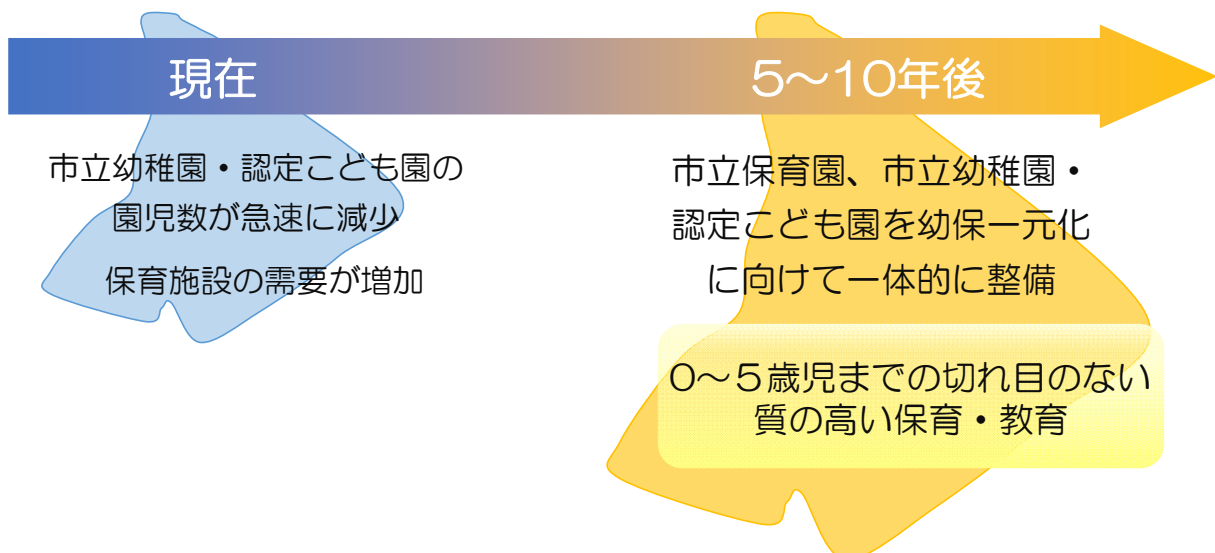 現在
市立幼稚園・認定こども園の
園児数が急速に減少
保育施設の需要が増加
5〜10年後
市立保育園、市立幼稚園・
認定こども園を幼保一元化
に向けて一体的に整備
0〜5歳児までの切れ目のない
質の高い保育・教育